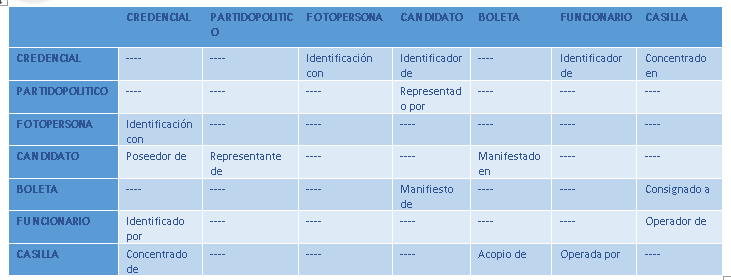 CREDENCIAL PARTIDOPOLITICO FOTOPERSONA CANDIDATO BOLETA FUNCIONARIO CASILLA
CREDENCIAL ---- ---- Identificación con Identificador de ---- Identificador de Concentrado en
PARTIDOPOLITICO ---- ---- ---- Representado por ---- ---- ----
FOTOPERSONA Identificación con ---- ---- ---- ---- ---- ----
CANDIDATO Poseedor de Representante de ---- ---- Manifestado en ---- ----
BOLETA ---- ---- ---- Manifiesto de ---- ---- Consignado a
FUNCIONARIO Identificado por ---- ---- ---- ---- ---- Operador de
CASILLA Concentrado de ---- ---- ---- Acopio de Operada por ----